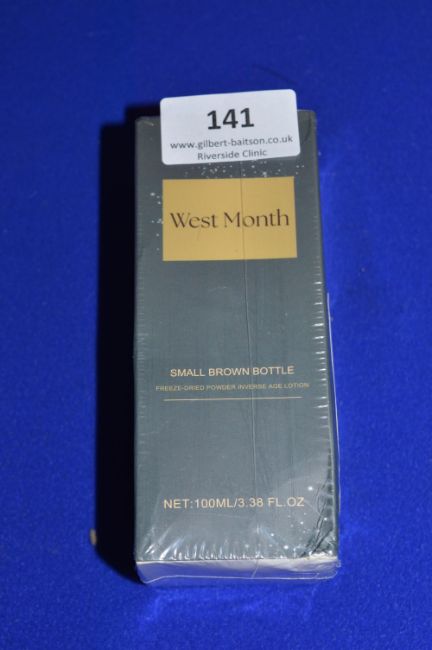 141
www.gilbert-baitson.co.uk
Riverside Clinic
West Month
SMALL BROWN BOTTLE
FREEZE-DRIED POWDER INVERSE AGE LOTION
NET:100ML/3.38 FL.OZ